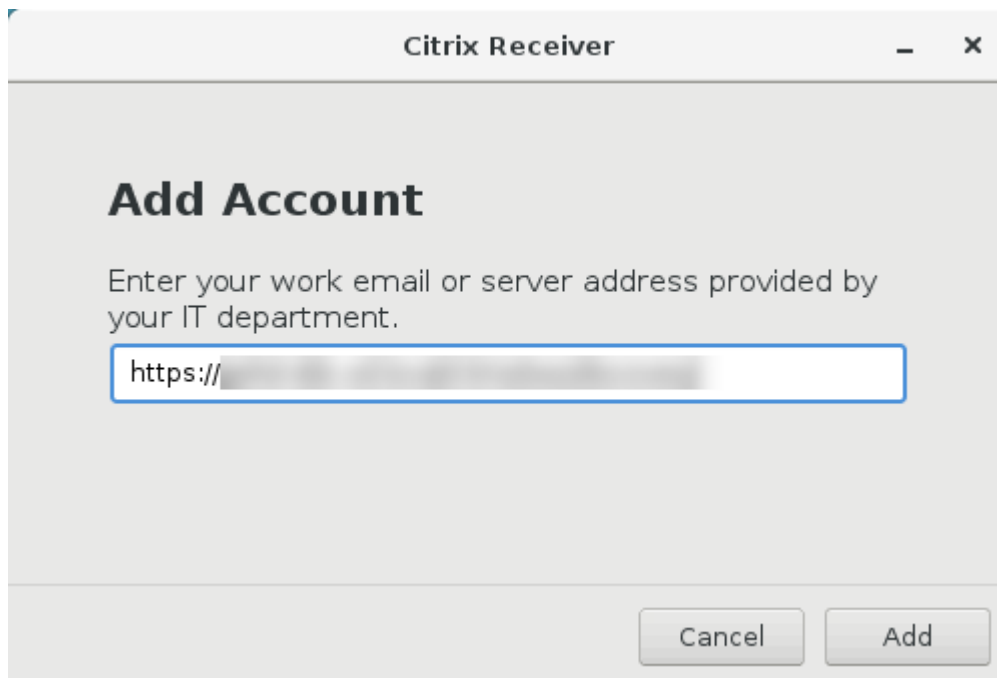 Citrix Receiver
Add Account
Enter your work email or server address provided by
your IT department.
https://
Cancel
Add